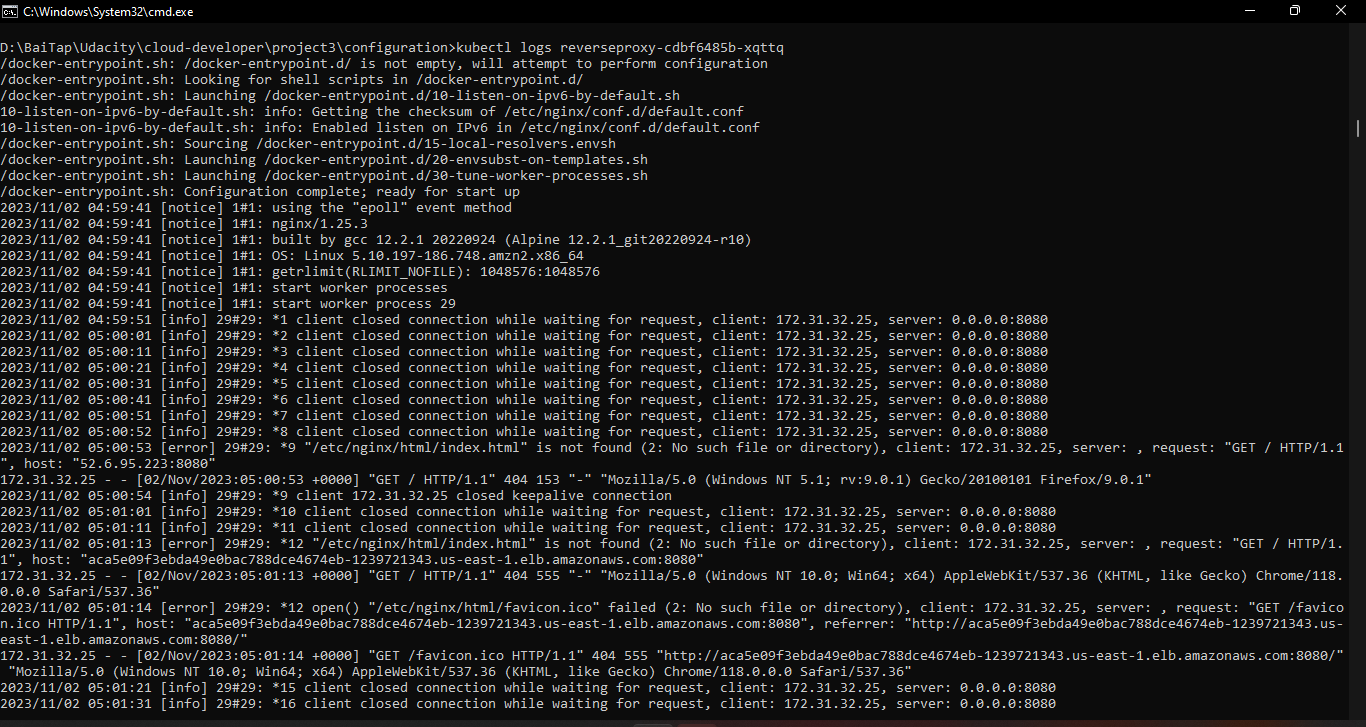 C:\Windows\System32\cmd.exe
D:\BaiTap\Udacity\cloud-developer\project3\configuration>kubectl logs reverseproxy-cdbf6485b-xqttq
/docker-entrypoint.sh: /docker-entrypoint.d/ is not empty, will attempt to perform configuration
/docker-entrypoint.sh: Looking for shell scripts in /docker-entrypoint.d/
/docker-entrypoint.sh: Launching /docker-entrypoint.d/10-listen-on-ipv6-by-default.sh
10-listen-on-ipv6-by-default.sh: info: Getting the checksum of /etc/nginx/conf.d/default.conf
10-listen-on-ipv6-by-default.sh: info: Enabled listen on IPv6 in /etc/nginx/conf.d/default.conf
/docker-entrypoint.sh: Sourcing /docker-entrypoint.d/15-local-resolvers.envsh
/docker-entrypoint.sh: Launching /docker-entrypoint.d/20-envsubst-on-templates.sh
/docker-entrypoint.sh: Launching /docker-entrypoint.d/30-tune-worker-processes.sh
/docker-entrypoint.sh: Configuration complete; ready for start up
2023/11/02 04:59:41 [notice] 1#1: using the "epoll" event method
2023/11/02 04:59:41 [notice] 1#1: nginx/1.25.3
2023/11/02 04:59:41 [notice] 1#1: built by gcc 12.2.1 20220924 (Alpine 12.2.1_git20220924-r10)
2023/11/02 04:59:41 [notice] 1#1: OS: Linux 5.10.197-186.748.amzn2.x86_64
2023/11/02 04:59:41 [notice] 1#1: getrlimit(RLIMIT_NOFILE): 1048576:1048576
2023/11/02 04:59:41 [notice] 1#1: start worker processes
2023/11/02 04:59:41 [notice] 1#1: start worker process 29
2023/11/02 04:59:51 [info] 29#29: *1 client closed connection while waiting for request, client: 172.31.32.25, server: 0.0.0.0:8080
2023/11/02 05:00:01 [info] 29#29: *2 client closed connection while waiting for request, client: 172.31.32.25, server: 0.0.0.0:8080
2023/11/02 05:00:11 [info] 29#29: *3 client closed connection while waiting for request, client: 172.31.32.25, server: 0.0.0.0:8080
2023/11/02 05:00:21 [info] 29#29: *4 client closed connection while waiting for request, client: 172.31.32.25, server: 0.0.0.0:8080
2023/11/02 05:00:31 [info] 29#29: *5 client closed connection while waiting for request, client: 172.31.32.25, server: 0.0.0.0:8080
2023/11/02 05:00:41 [info] 29#29: *6 client closed connection while waiting for request, client: 172.31.32.25, server: 0.0.0.0:8080
2023/11/02 05:00:51 [info] 29#29: *7 client closed connection while waiting for request, client: 172.31.32.25, server: 0.0.0.0:8080
2023/11/02 05:00:52 [info] 29#29: *8 client closed connection while waiting for request, client: 172.31.32.25, server: 0.0.0.0:8080
2023/11/02 05:00:53 [error] 29#29: *9 "/etc/nginx/html/index.html" is not found (2: No such file or directory), client: 172.31.32.25, server: , request: "GET / HTTP/1.1
", host: "52.6.95.223:8080"
172.31.32.25 - - [02/Nov/2023:05:00:53 +0000] "GET / HTTP/1.1" 404 153 "-" "Mozilla/5.0 (Windows NT 5.1; rv:9.0.1) Gecko/20100101 Firefox/9.0.1"
2023/11/02 05:00:54 [info] 29#29: *9 client 172.31.32.25 closed keepalive connection
2023/11/02 05:01:01 [info] 29#29: *10 client closed connection while waiting for request, client: 172.31.32.25, server: 0.0.0.0:8080
2023/11/02 05:01:11 [info] 29#29: *11 client closed connection while waiting for request, client: 172.31.32.25, server: 0.0.0.0:8080
2023/11/02 05:01:13 [error] 29#29: *12 "/etc/nginx/html/index.html" is not found (2: No such file or directory), client: 172.31.32.25, server: , request: "GET / HTTP/1.
1", host: "aca5e09f3ebda49e0bac788dce4674eb-1239721343.us-east-1.elb.amazonaws.com:8080"
172.31.32.25 - - [02/Nov/2023:05:01:13 +0000] "GET / HTTP/1.1" 404 555 "-" "Mozilla/5.0 (Windows NT 10.0; Win64; x64) AppleWebKit/537.36 (KHTML, like Gecko) Chrome/118.
0.0.0 Safari/537.36"
2023/11/02 05:01:14 [error] 29#29: *12 open() "/etc/nginx/html/favicon.ico" failed (2: No such file or directory), client: 172.31.32.25, server: , request: "GET /favico
n.ico HTTP/1.1", host: "aca5e09f3ebda49e0bac788dce4674eb-1239721343.us-east-1.elb.amazonaws.com:8080", referrer: "http://aca5e09f3ebda49e0bac788dce4674eb-1239721343.us-
east-1.elb.amazonaws.com:8080/"
172.31.32.25 - - [02/Nov/2023:05:01:14 +0000] "GET /favicon.ico HTTP/1.1" 404 555 "http://aca5e09f3ebda49e0bac788dce4674eb-1239721343.us-east-1.elb.amazonaws.com:8080/"
"Mozilla/5.0 (Windows NT 10.0; Win64; x64) AppleWebKit/537.36 (KHTML, like Gecko) Chrome/118.0.0.0 Safari/537.36"
2023/11/02 05:01:21 [info] 29#29: *15 client closed connection while waiting for request, client: 172.31.32.25, server: 0.0.0.0:8080
2023/11/02 05:01:31 [info] 29#29: *16 client closed connection while waiting for request, client: 172.31.32.25, server: 0.0.0.0:8080